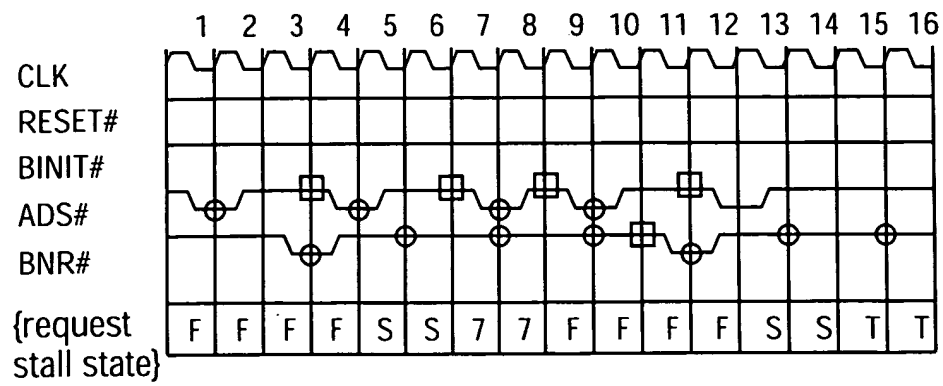 1 2 3 4 5 6 7 8 9 10 11 12 13 14 15 16
CLK
RESET#
BINIT#
ADS#
BNR#
{request
stall state}
F F F F S S 7 7 F F F F S S T T